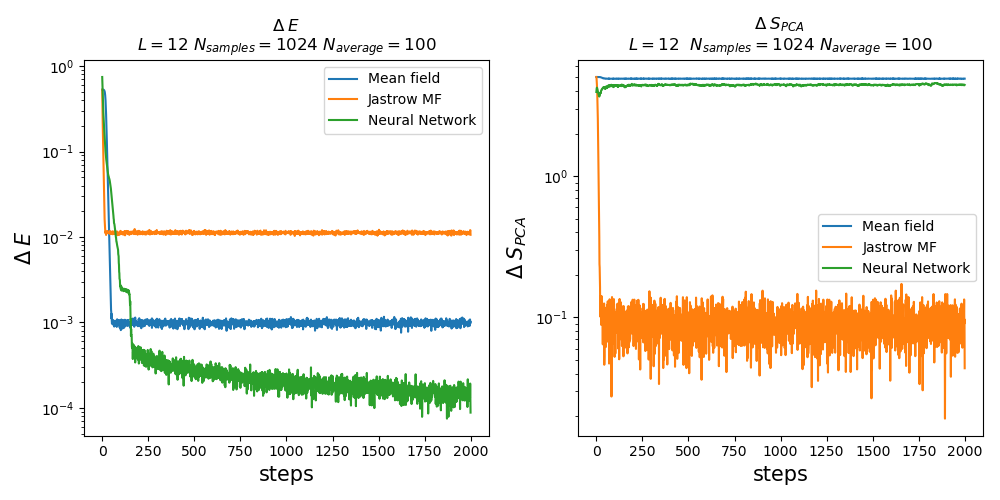 Δ E
L = 12 N_samples = 1024 N_average = 100
10^0
10^-1
10^-2
10^-3
10^-4
Δ E
Mean field
Jastrow MF
Neural Network
0 250 500 750 1000 1250 1500 1750 2000
steps
Δ S_PCA
L = 12 N_samples = 1024 N_average = 100
10^0
10^-1
Δ S_PCA
Mean field
Jastrow MF
Neural Network
0 250 500 750 1000 1250 1500 1750 2000
steps